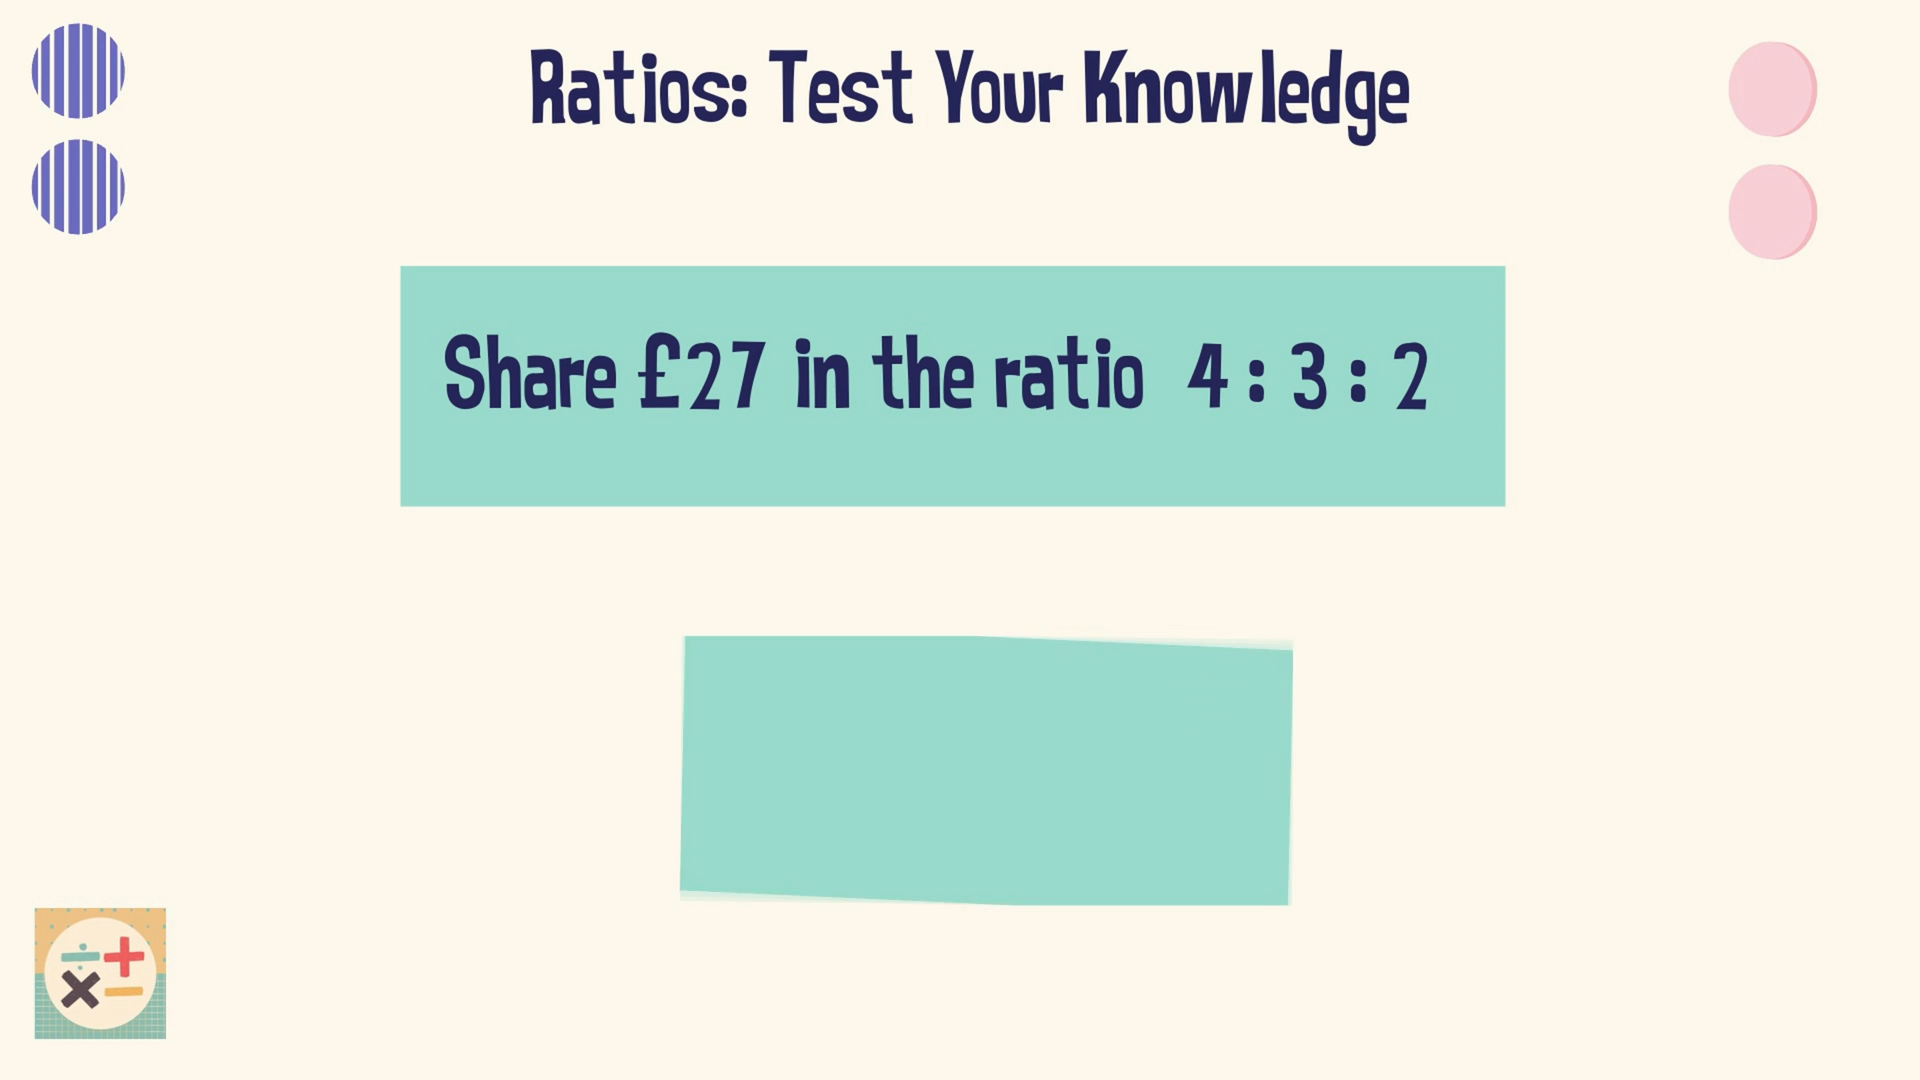 Ratios: Test Your Knowledge
Share £27 in the ratio 4 : 3 : 2